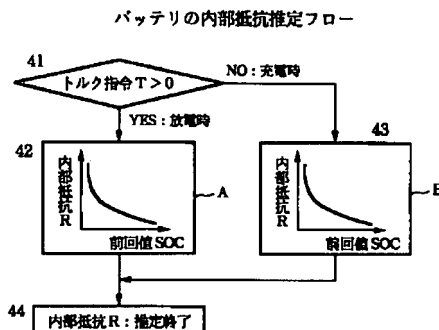 バッテリの内部抵抗推定フロー
41
トルク指令T＞0
NO：充電時
YES：放電時
42
内部抵抗R
前回値SOC
A
43
内部抵抗R
前回値SOC
B
44
内部抵抗R：推定終了